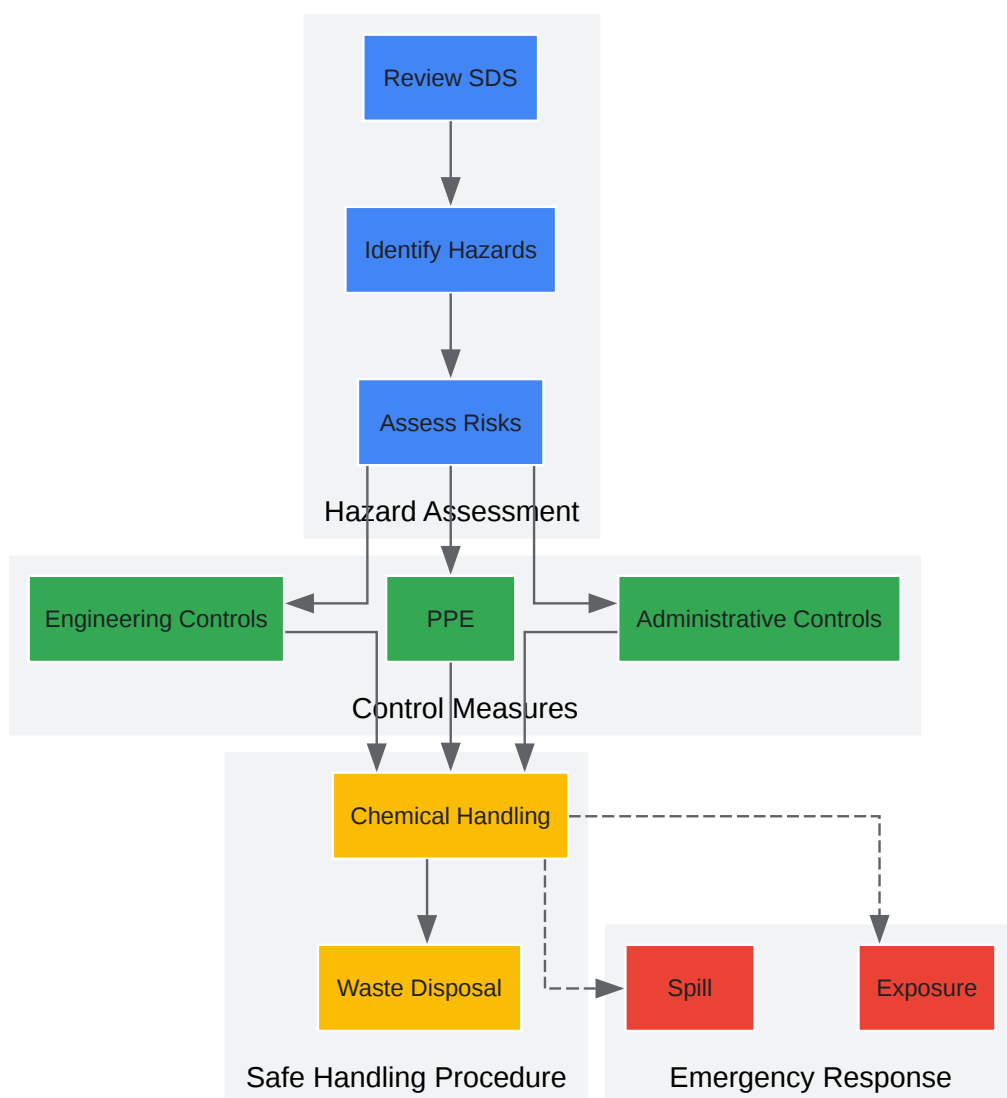 Review SDS
Identify Hazards
Assess Risks
Hazard Assessment
Engineering Controls
PPE
Administrative Controls
Control Measures
Chemical Handling
Waste Disposal
Spill
Exposure
Safe Handling Procedure
Emergency Response